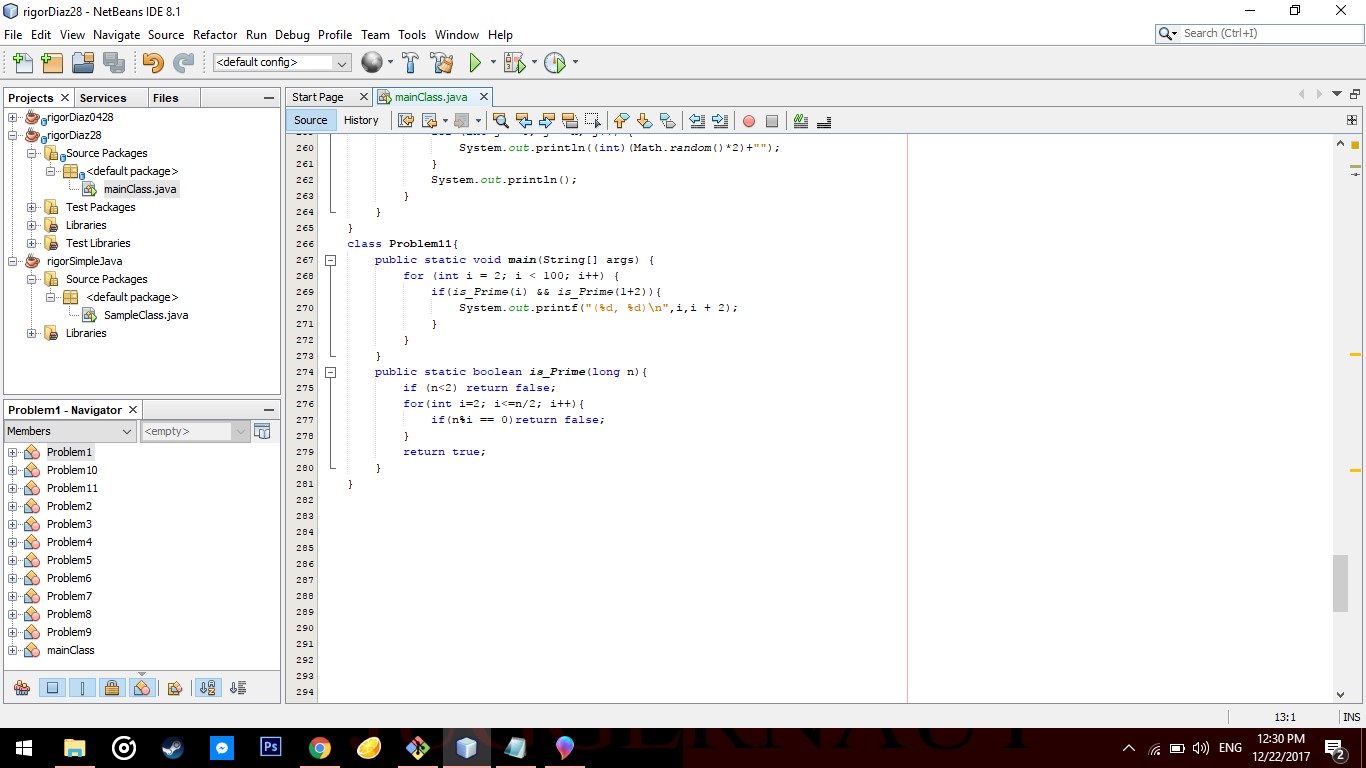 rigorDiaz28 - NetBeans IDE 8.1
File Edit View Navigate Source Refactor Run Debug Profile Team Tools Window Help
Search (Ctrl+I)
<default config>
Projects Services Files
rigorDiaz0428
rigorDiaz28
Source Packages
<default package>
mainClass.java
Test Packages
Libraries
Test Libraries
rigorSimpleJava
Source Packages
<default package>
SampleClass.java
Libraries
Problem1 - Navigator
Members <empty>
Problem1
Problem10
Problem11
Problem2
Problem3
Problem4
Problem5
Problem6
Problem7
Problem8
Problem9
mainClass
Start Page mainClass.java
Source History
260 System.out.println((int)(Math.random()*2)+"");
261 }
262 System.out.println();
263 }
264 }
265 }
266 class Problem11{
267 public static void main(String[] args) {
268 for (int i = 2; i < 100; i++) {
269 if(is_Prime(i) && is_Prime(1+2)){
270 System.out.printf("(%d, %d)\n",i,i + 2);
271 }
272 }
273 }
274 public static boolean is_Prime(long n){
275 if (n<2) return false;
276 for(int i=2; i<=n/2; i++){
277 if(n%i == 0)return false;
278 }
279 return true;
280 }
281 }
282
283
284
285
286
287
288
289
290
291
292
293
294
13:1 INS
ENG
12:30 PM
12/22/2017
2